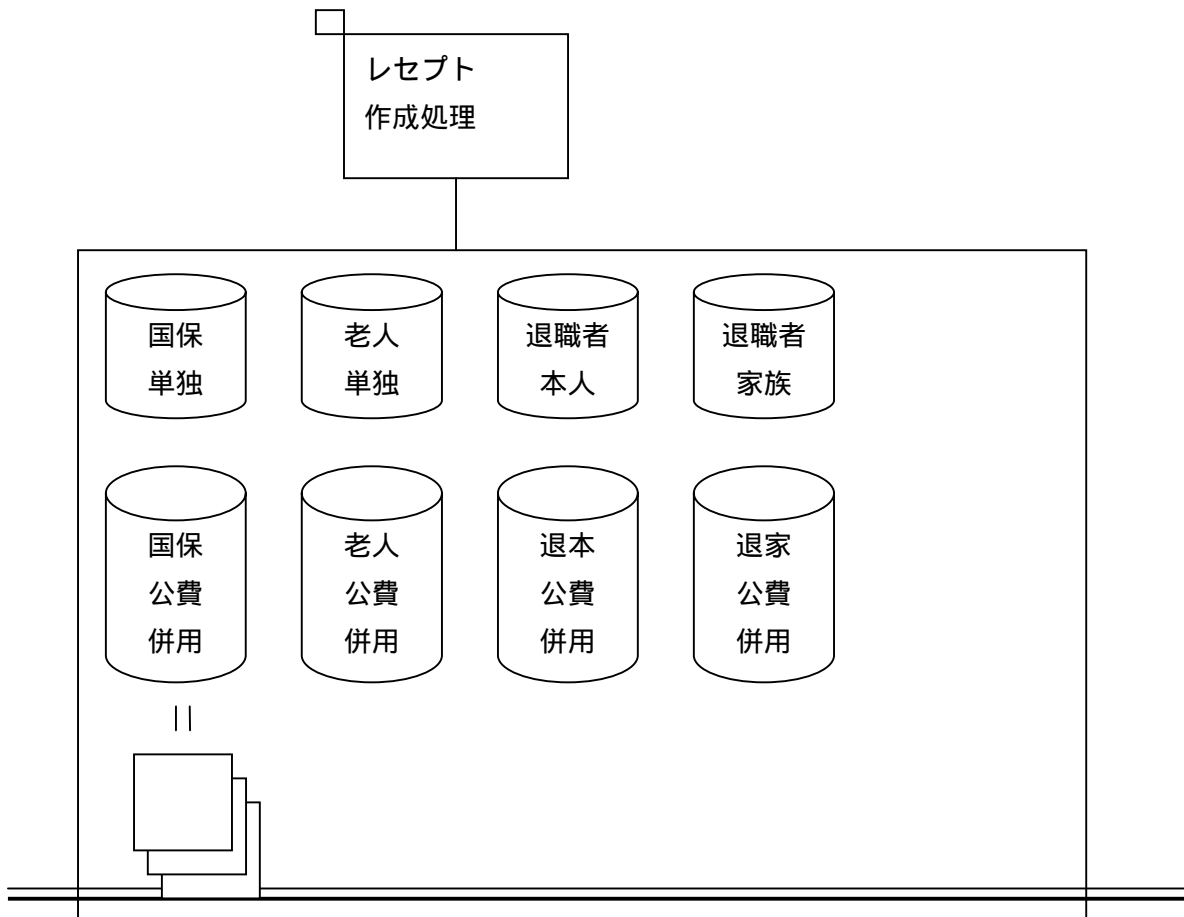 レセプト
作成処理
国保
単独
老人
単独
退職者
本人
退職者
家族
国保
公費
併用
老人
公費
併用
退本
公費
併用
退家
公費
併用